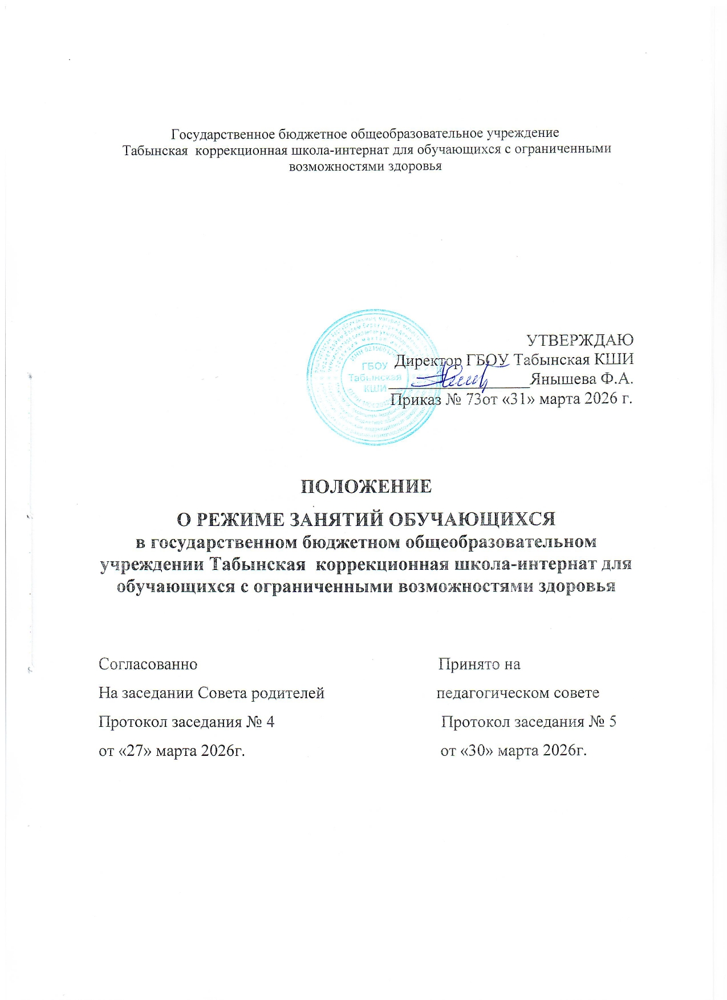 Государственное бюджетное общеобразовательное учреждение
Табынская коррекционная школа-интернат для обучающихся с ограниченными
возможностями здоровья
УТВЕРЖДАЮ
Директор ГБОУ Табынская КШИ
Янышева Ф.А.
Приказ № 73от «31» марта 2026 г.
ГБОУ
Табынская
КШИ
ПОЛОЖЕНИЕ
О РЕЖИМЕ ЗАНЯТИЙ ОБУЧАЮЩИХСЯ
в государственном бюджетном общеобразовательном
учреждении Табынская коррекционная школа-интернат для
обучающихся с ограниченными возможностями здоровья
Согласованно Принято на
На заседании Совета родителей педагогическом совете
Протокол заседания № 4 Протокол заседания № 5
от «27» марта 2026г. от «30» марта 2026г.